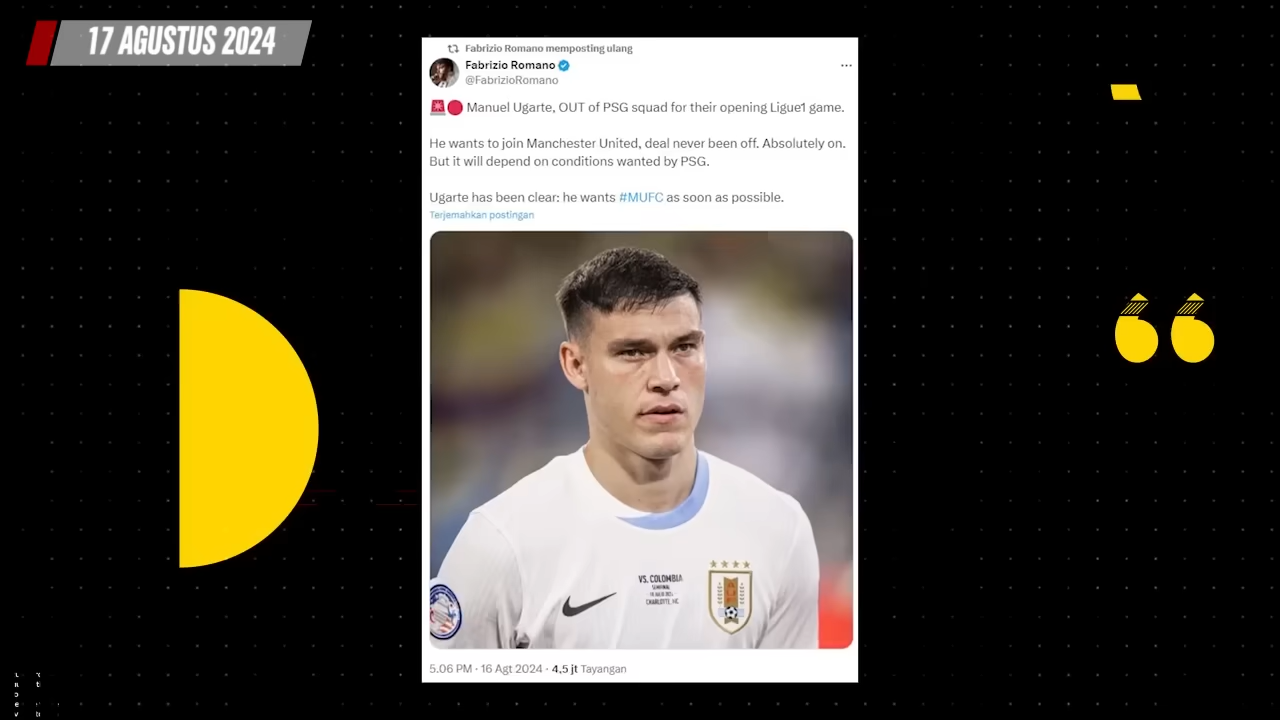 17 AGUSTUS 2024
Fabrizio Romano memposting ulang
Fabrizio Romano
@FabrizioRomano
Manuel Ugarte, OUT of PSG squad for their opening Ligue1 game.
He wants to join Manchester United, deal never been off. Absolutely on.
But it will depend on conditions wanted by PSG.
Ugarte has been clear: he wants #MUFC as soon as possible.
Terjemahkan postingan
VS. COLOMBIA
SEMIFINAL
CHARLOTTE, NC
5.06 PM · 16 Agt 2024 · 4,5 jt Tayangan